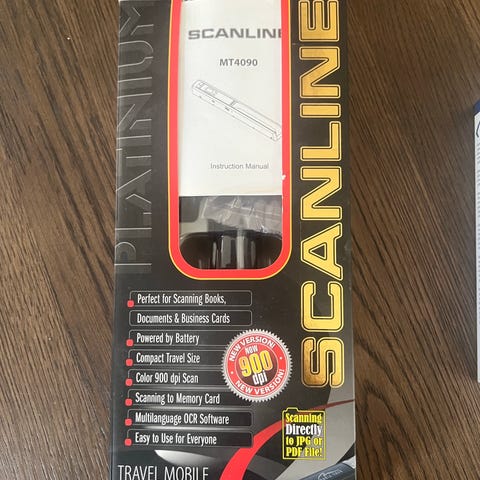 PLATINIUM
SCANLINE
MT4090
Instruction Manual
SCANLINE
Perfect for Scanning Books,
Documents & Business Cards
Powered by Battery
Compact Travel Size
Color 900 dpi Scan
Scanning to Memory Card
Multilanguage OCR Software
Easy to Use for Everyone
NEW VERSION!
NOW
900
dpi
NEW VERSION!
Scanning
Directly
to JPG or
PDF File!
TRAVEL MOBILE